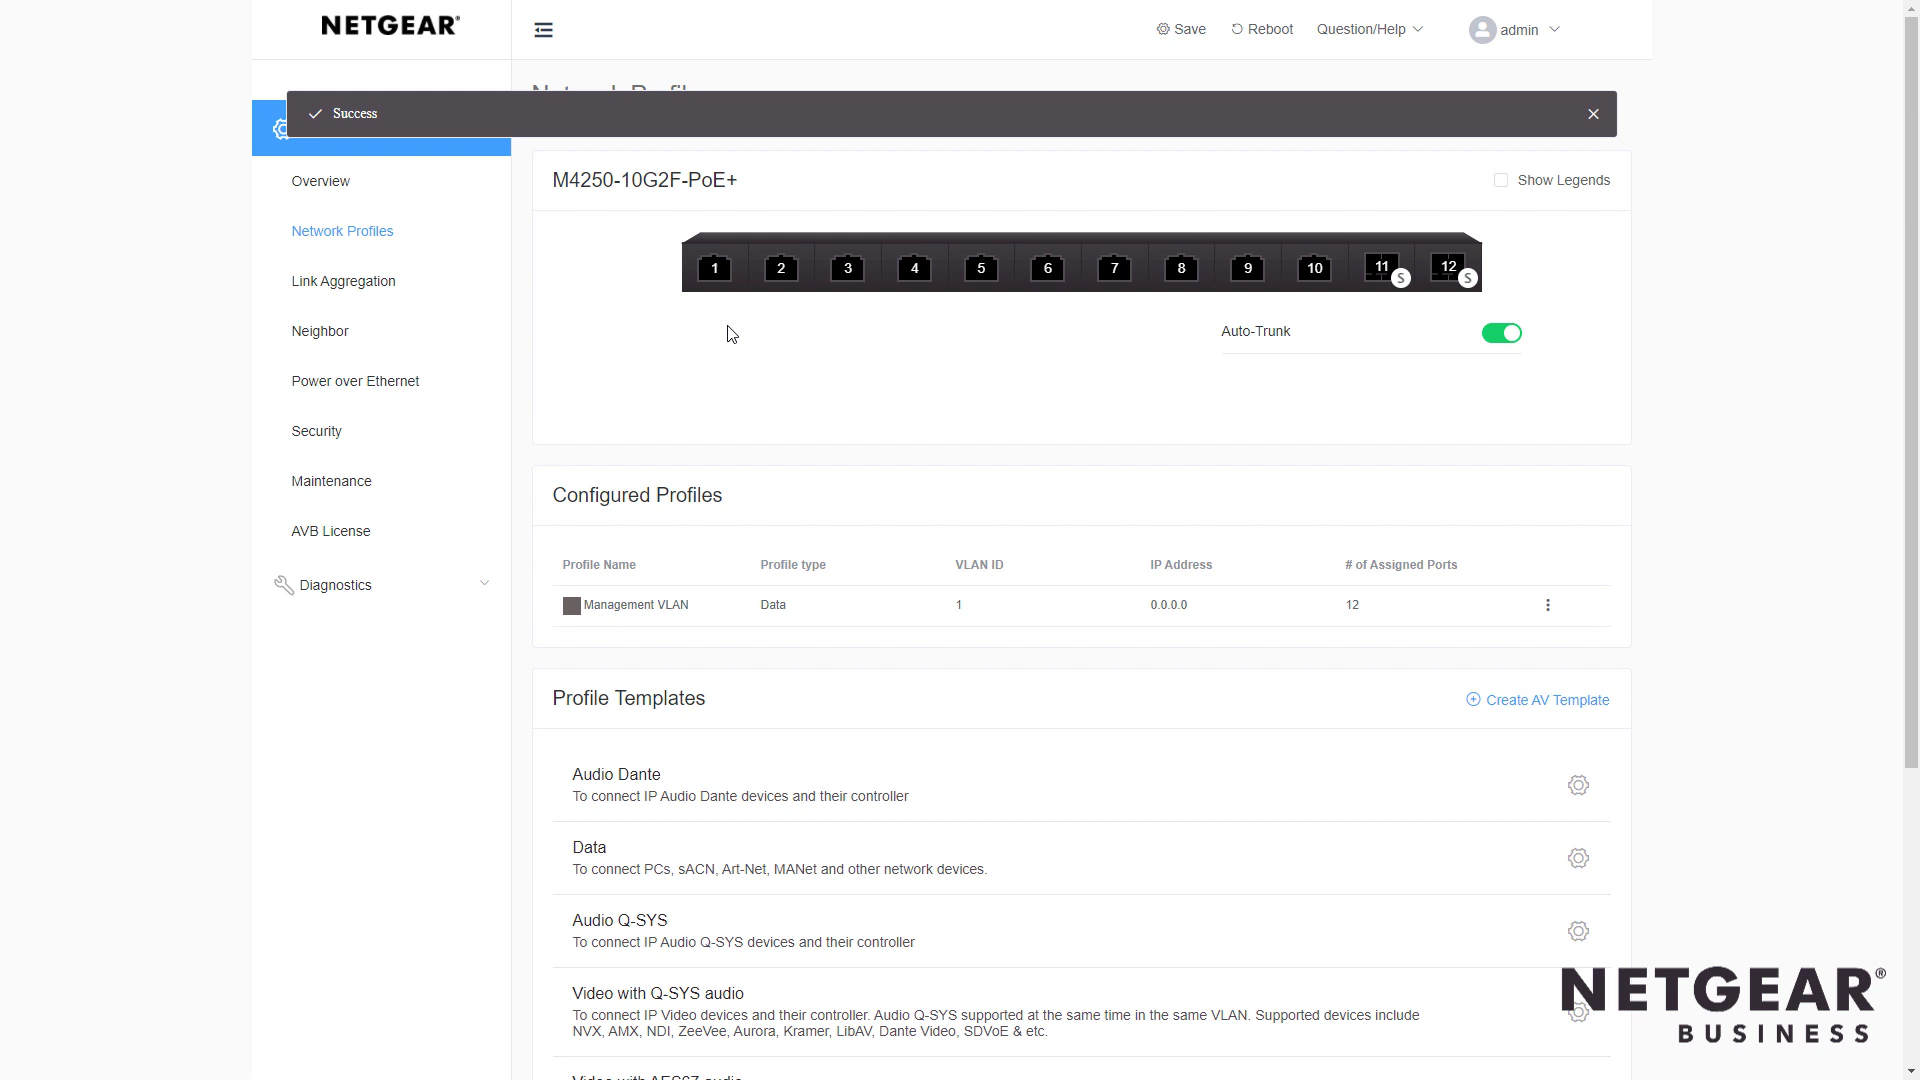 NETGEAR®
Save
Reboot
Question/Help
admin
Network Profiles
Success
Overview
Network Profiles
Link Aggregation
Neighbor
Power over Ethernet
Security
Maintenance
AVB License
Diagnostics
M4250-10G2F-PoE+
Show Legends
1 2 3 4 5 6 7 8 9 10 11 S 12 S
Auto-Trunk
Configured Profiles
Profile Name Profile type VLAN ID IP Address # of Assigned Ports
Management VLAN Data 1 0.0.0.0 12
Profile Templates
Create AV Template
Audio Dante
To connect IP Audio Dante devices and their controller
Data
To connect PCs, sACN, Art-Net, MANet and other network devices.
Audio Q-SYS
To connect IP Audio Q-SYS devices and their controller
Video with Q-SYS audio
To connect IP Video devices and their controller. Audio Q-SYS supported at the same time in the same VLAN. Supported devices include
NVX, AMX, NDI, ZeeVee, Aurora, Kramer, LibAV, Dante Video, SDVoE & etc.
Video with AES67 audio
NETGEAR®
BUSINESS